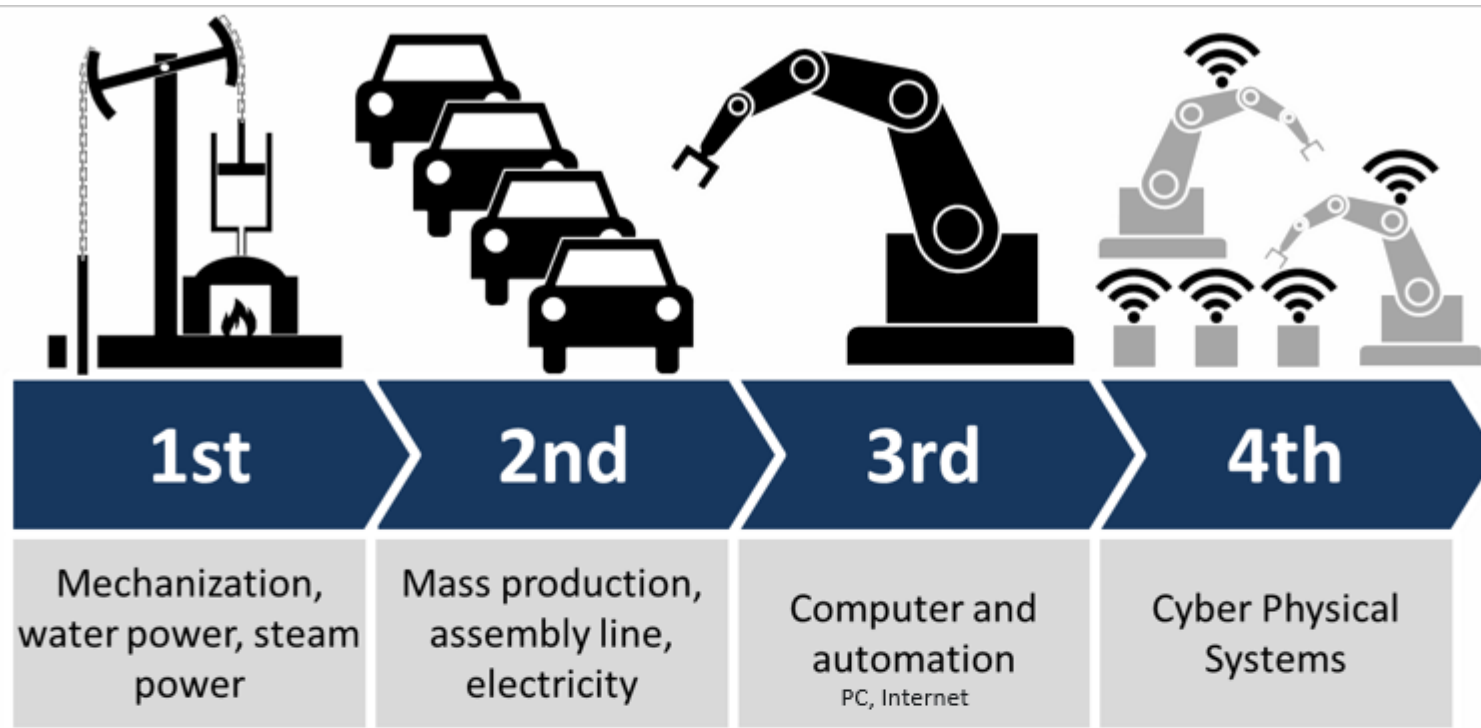 1st
2nd
3rd
4th
Mechanization,
water power, steam
power
Mass production,
assembly line,
electricity
Computer and
automation
PC, Internet
Cyber Physical
Systems